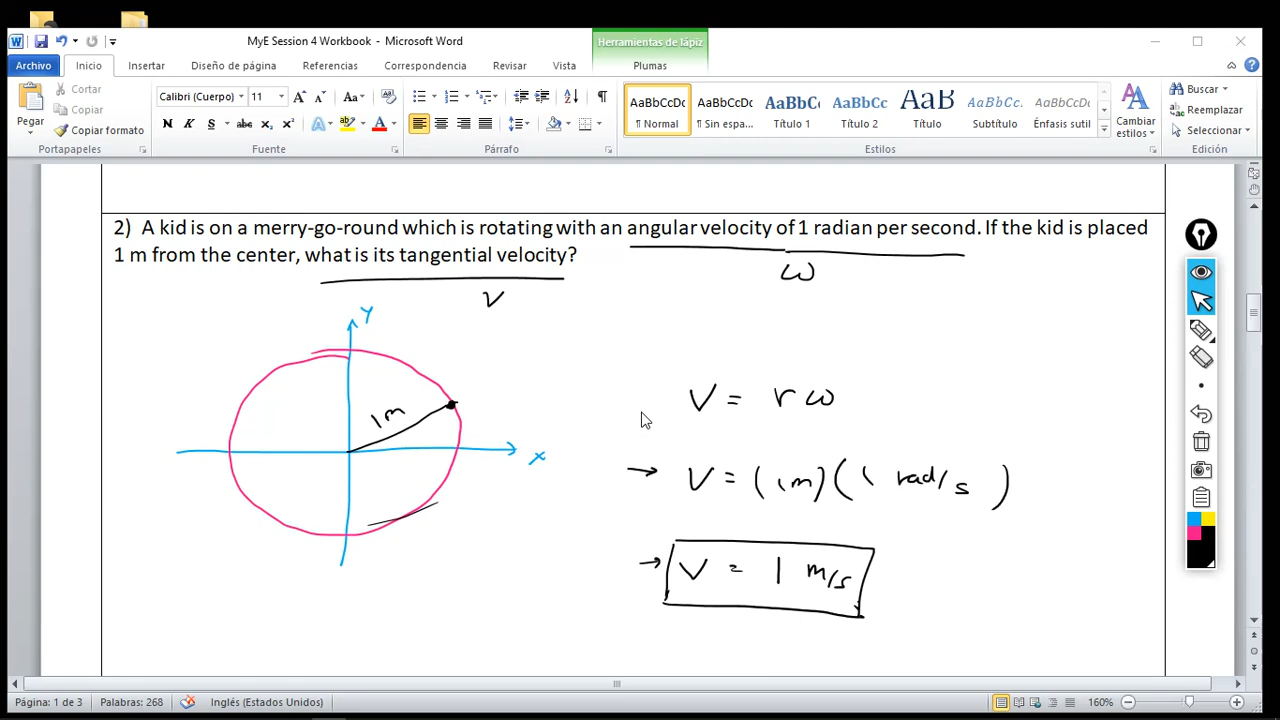 MyE Session 4 Workbook - Microsoft Word
Herramientas de lápiz
Archivo Inicio Insertar Diseño de página Referencias Correspondencia Revisar Vista Plumas
Pegar
Cortar
Copiar
Copiar formato
Portapapeles
Calibri (Cuerpo) 11
N K S abc x₂ x²
Fuente
Párrafo
AaBbCcDc AaBbCcDc AaBbCc AaBbCc AaB AaBbCcL AaBbCcDc
¶ Normal ¶ Sin espa... Título 1 Título 2 Título Subtítulo Énfasis sutil
Cambiar
estilos
Estilos
Buscar
Reemplazar
Seleccionar
Edición
2) A kid is on a merry-go-round which is rotating with an angular velocity of 1 radian per second. If the kid is placed
1 m from the center, what is its tangential velocity?
ω
v
Y
1m
x
V = r ω
→ V = (1m)(1 rad/s)
→ V = 1 m/s
Página: 1 de 3 Palabras: 268 Inglés (Estados Unidos) 160%